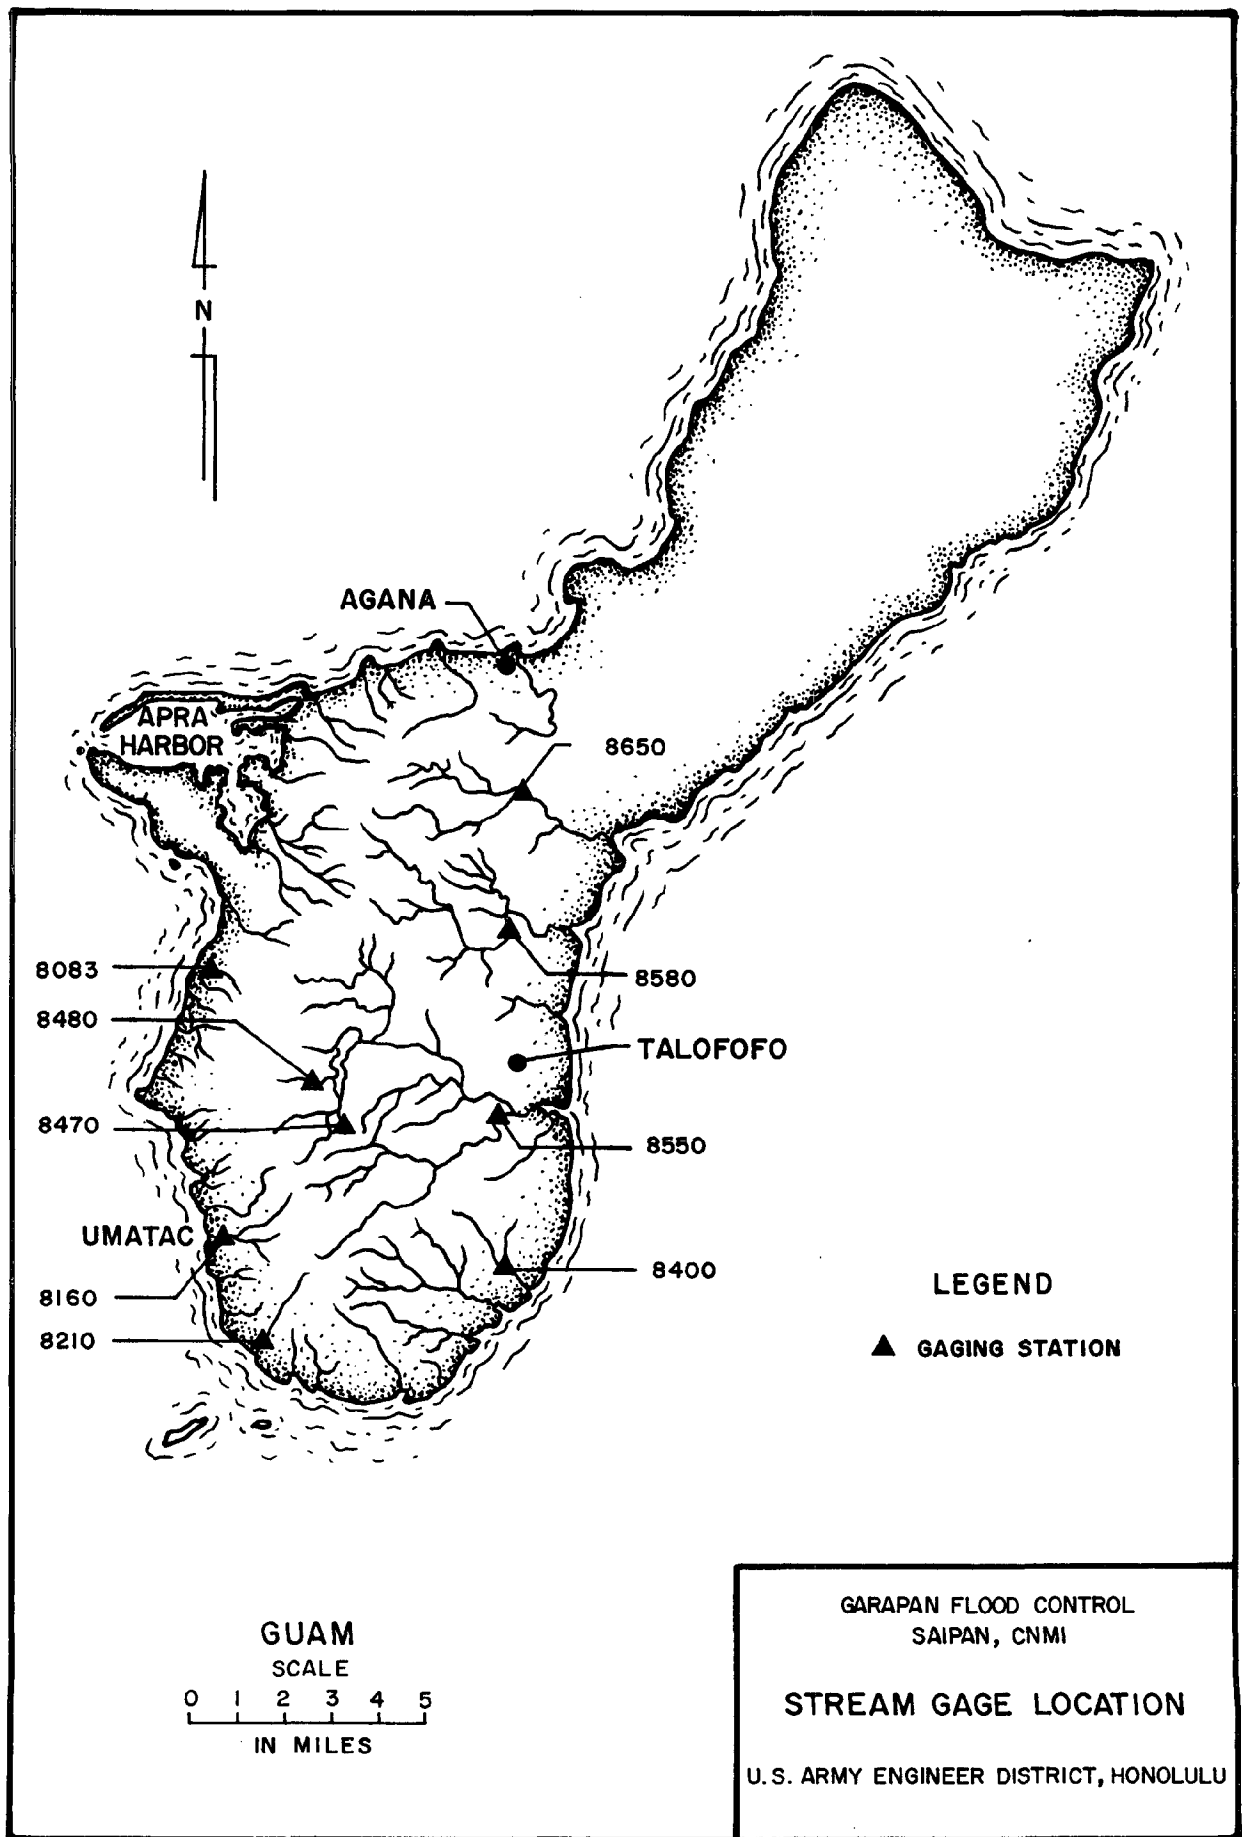 N
AGANA
APRA
HARBOR
8650
8083
8580
8480
TALOFOFO
8470
8550
UMATAC
8400
8160
8210
LEGEND
GAGING STATION
GUAM
SCALE
0 1 2 3 4 5
IN MILES
GARAPAN FLOOD CONTROL
SAIPAN, CNMI
STREAM GAGE LOCATION
U.S. ARMY ENGINEER DISTRICT, HONOLULU